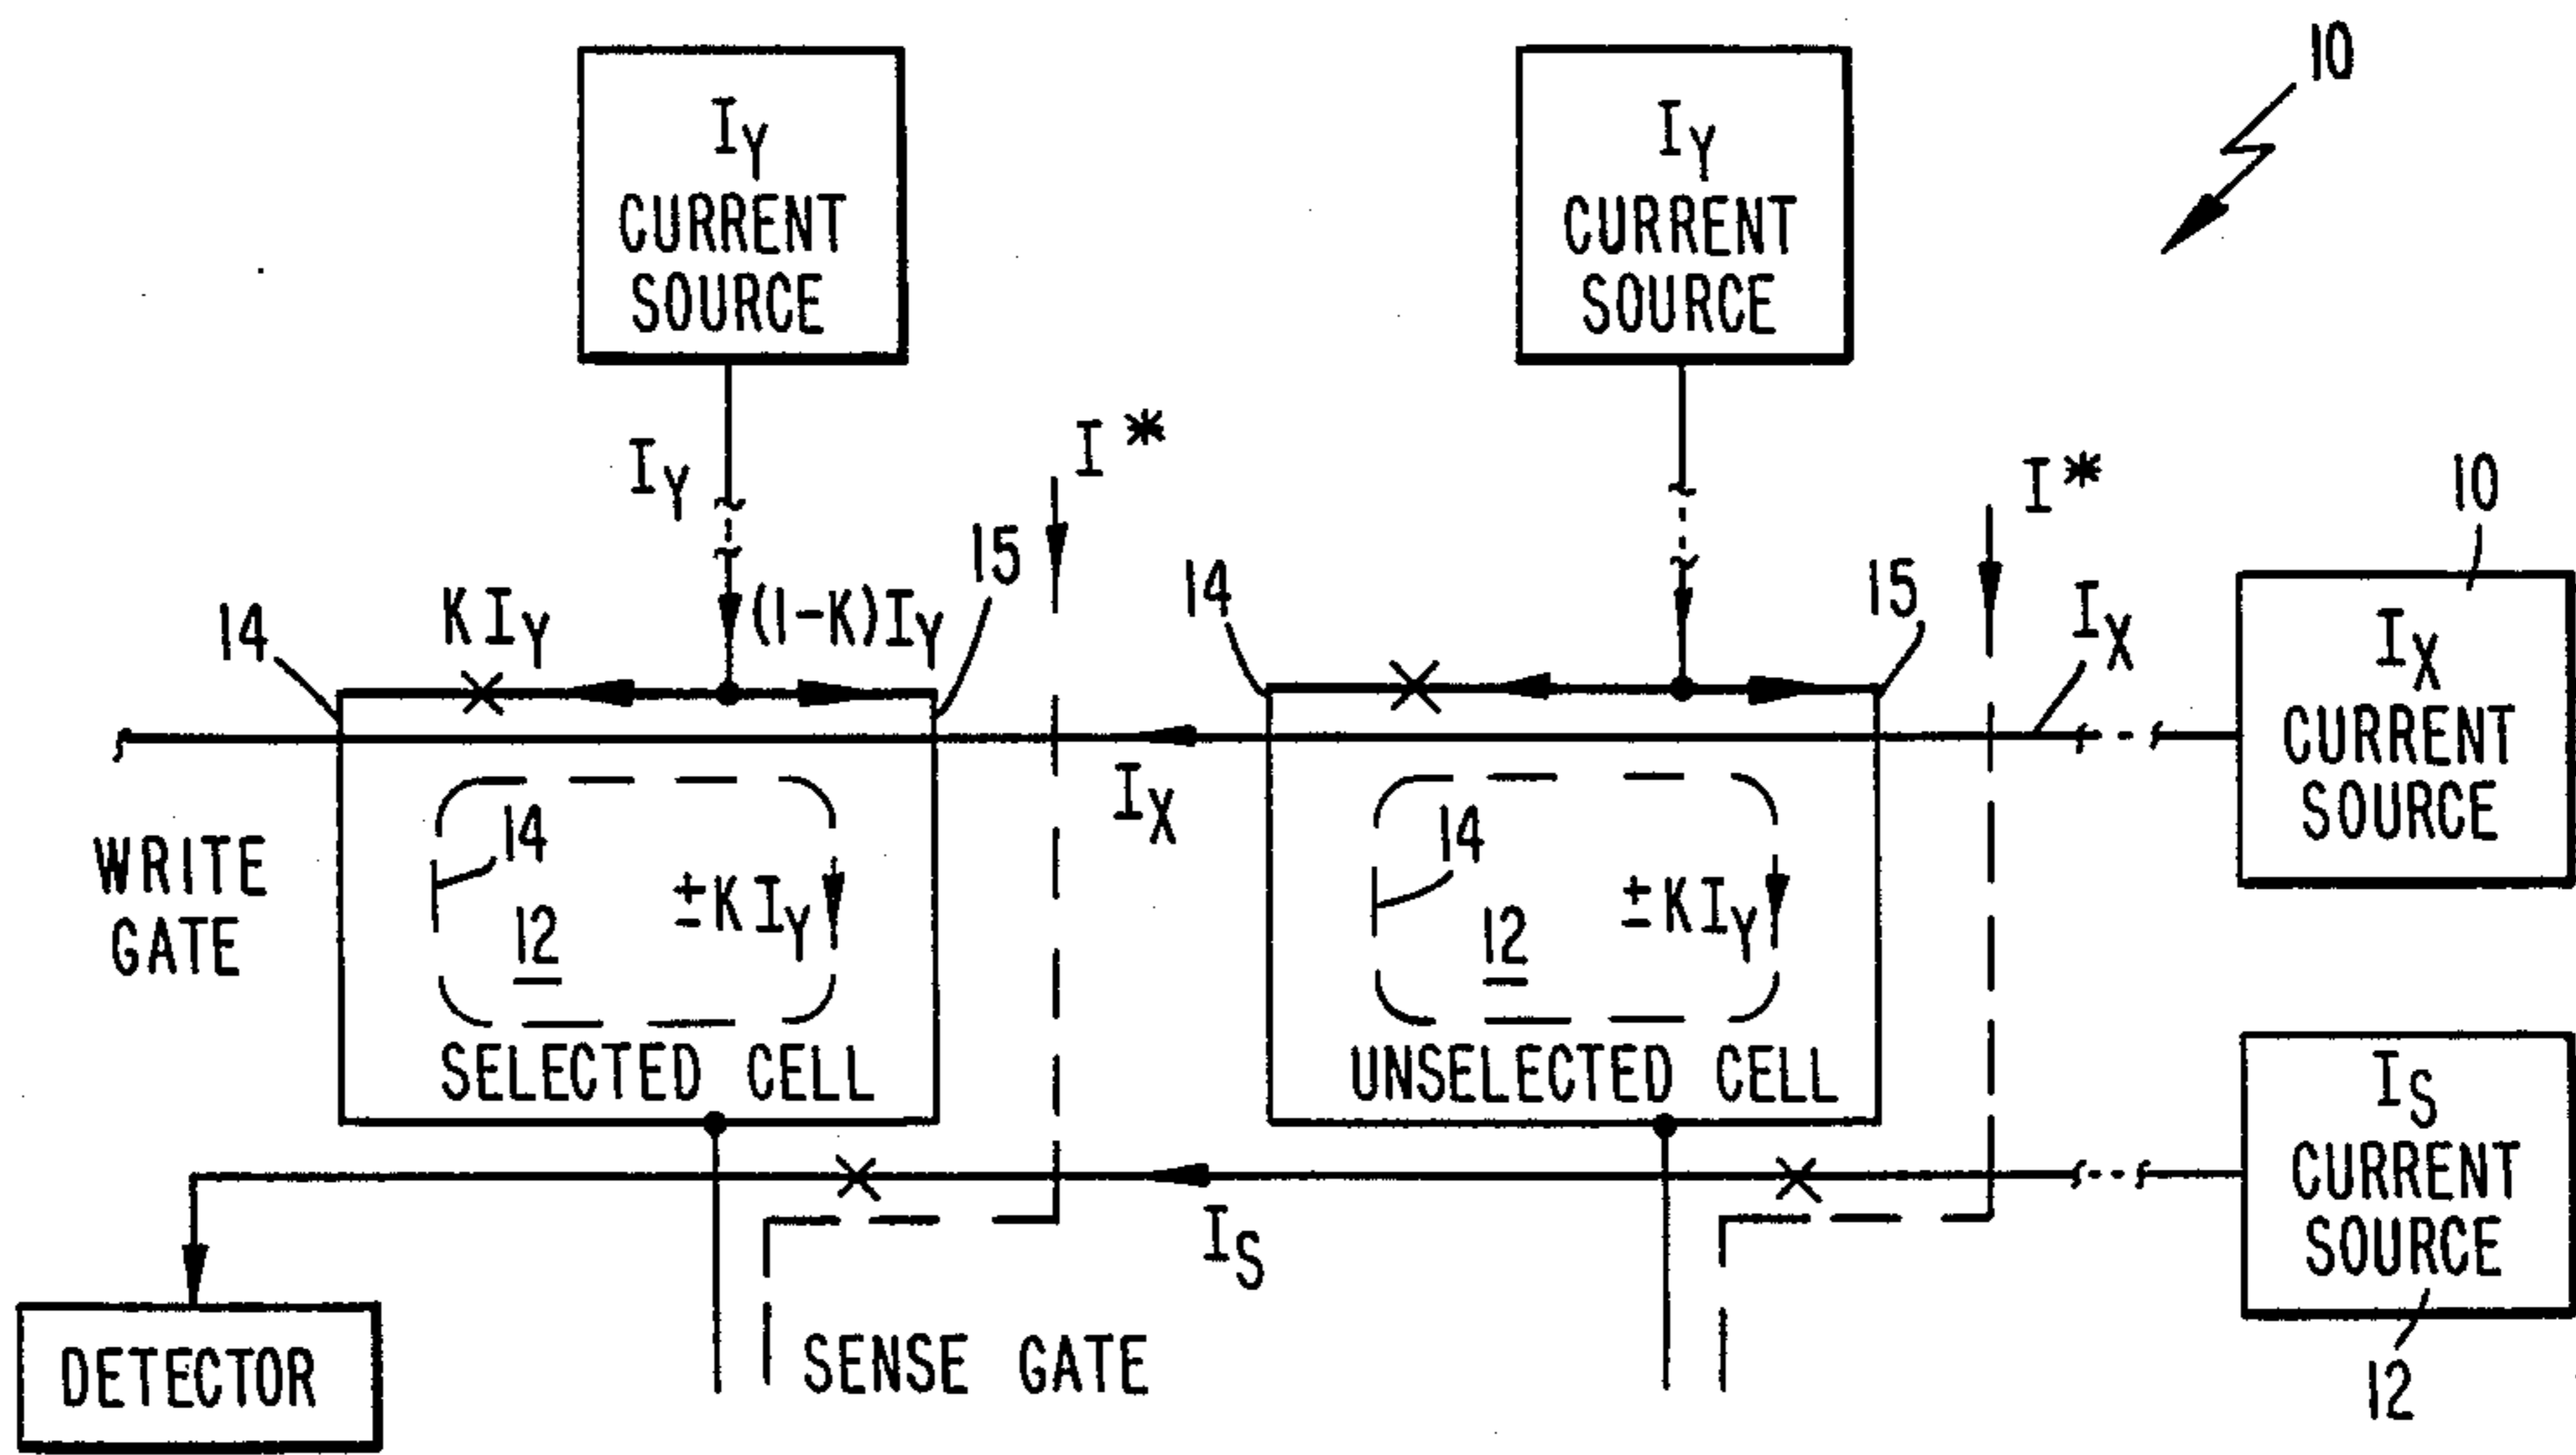 10
I_Y
CURRENT
SOURCE
I_Y
CURRENT
SOURCE
I_Y
I*
I*
10
14
KI_Y
(1-K)I_Y
15
14
15
I_X
I_X
CURRENT
SOURCE
I_X
WRITE
GATE
14
±KI_Y
12
14
±KI_Y
12
SELECTED CELL
UNSELECTED CELL
I_S
CURRENT
SOURCE
12
I_S
DETECTOR
SENSE GATE